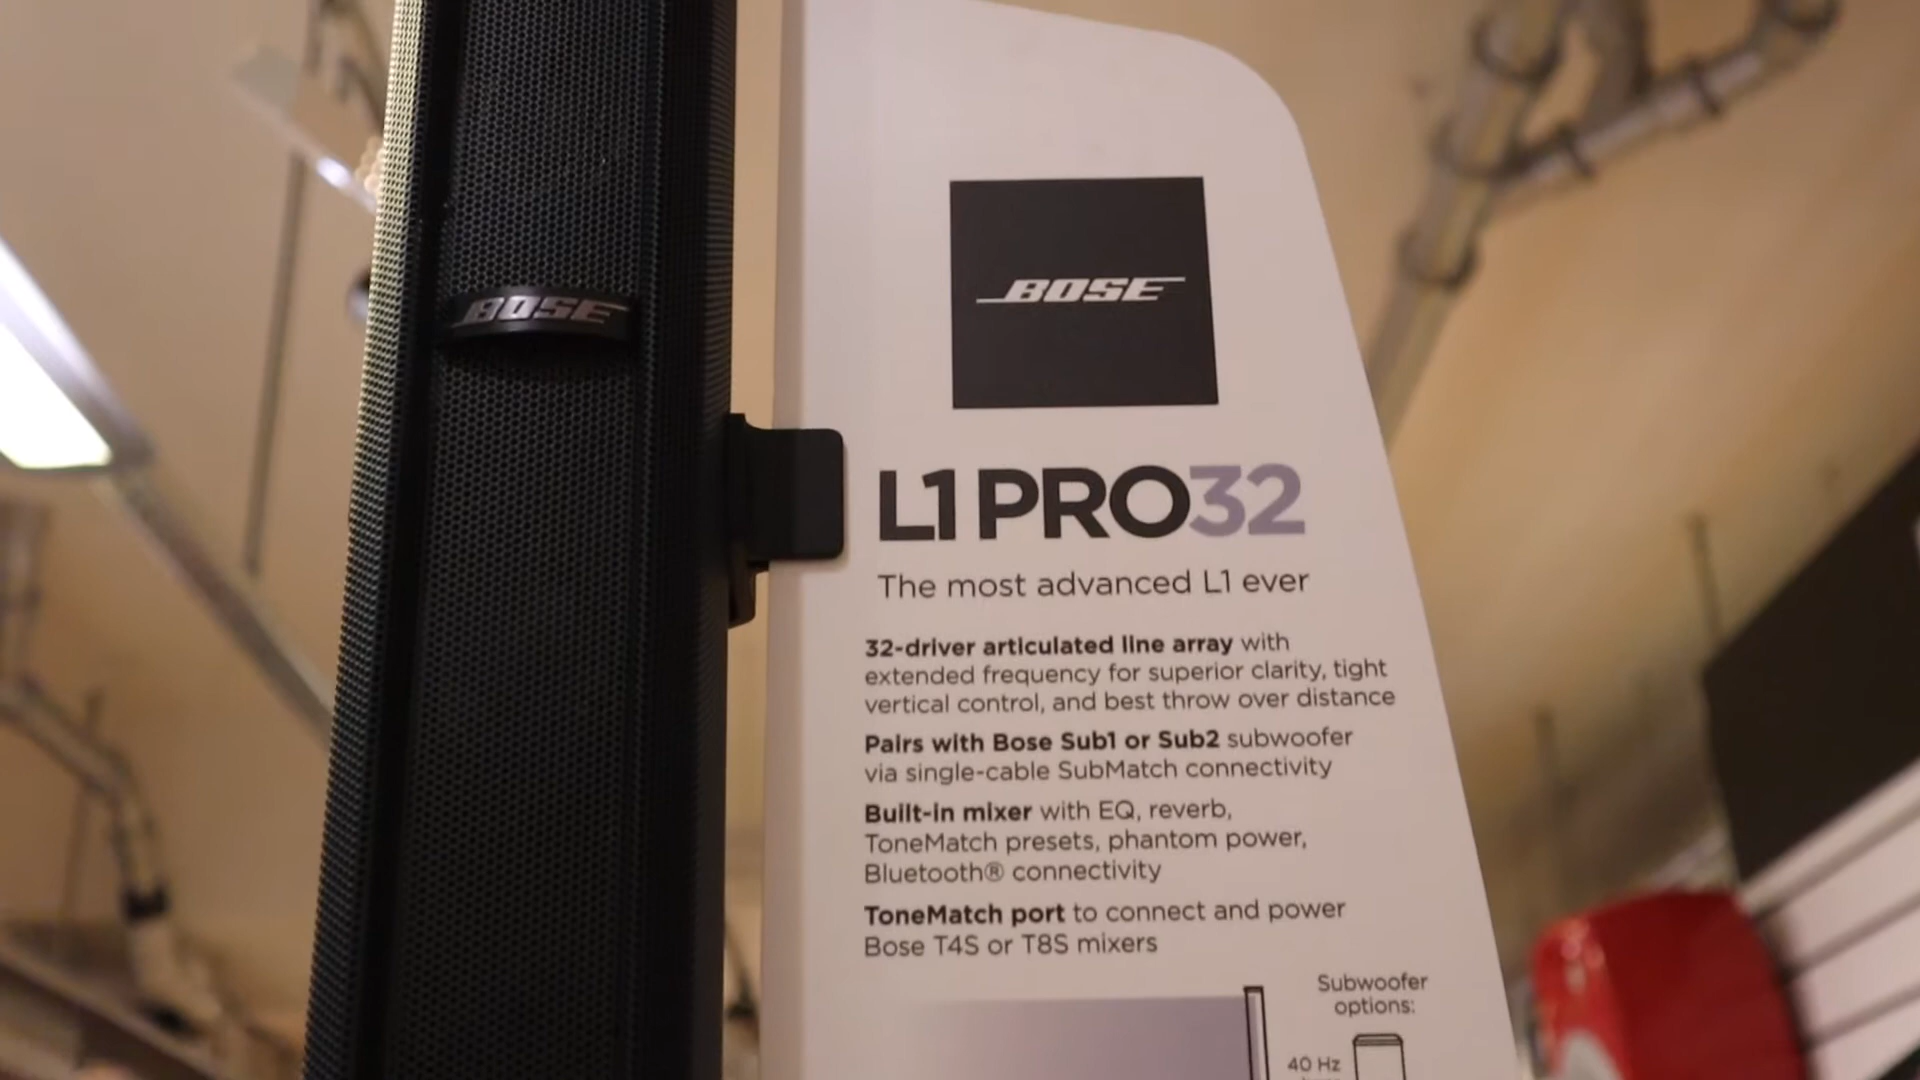 BOSE
BOSE
L1 PRO32
The most advanced L1 ever
32-driver articulated line array with
extended frequency for superior clarity, tight
vertical control, and best throw over distance
Pairs with Bose Sub1 or Sub2 subwoofer
via single-cable SubMatch connectivity
Built-in mixer with EQ, reverb,
ToneMatch presets, phantom power,
Bluetooth® connectivity
ToneMatch port to connect and power
Bose T4S or T8S mixers
Subwoofer
options:
40 Hz